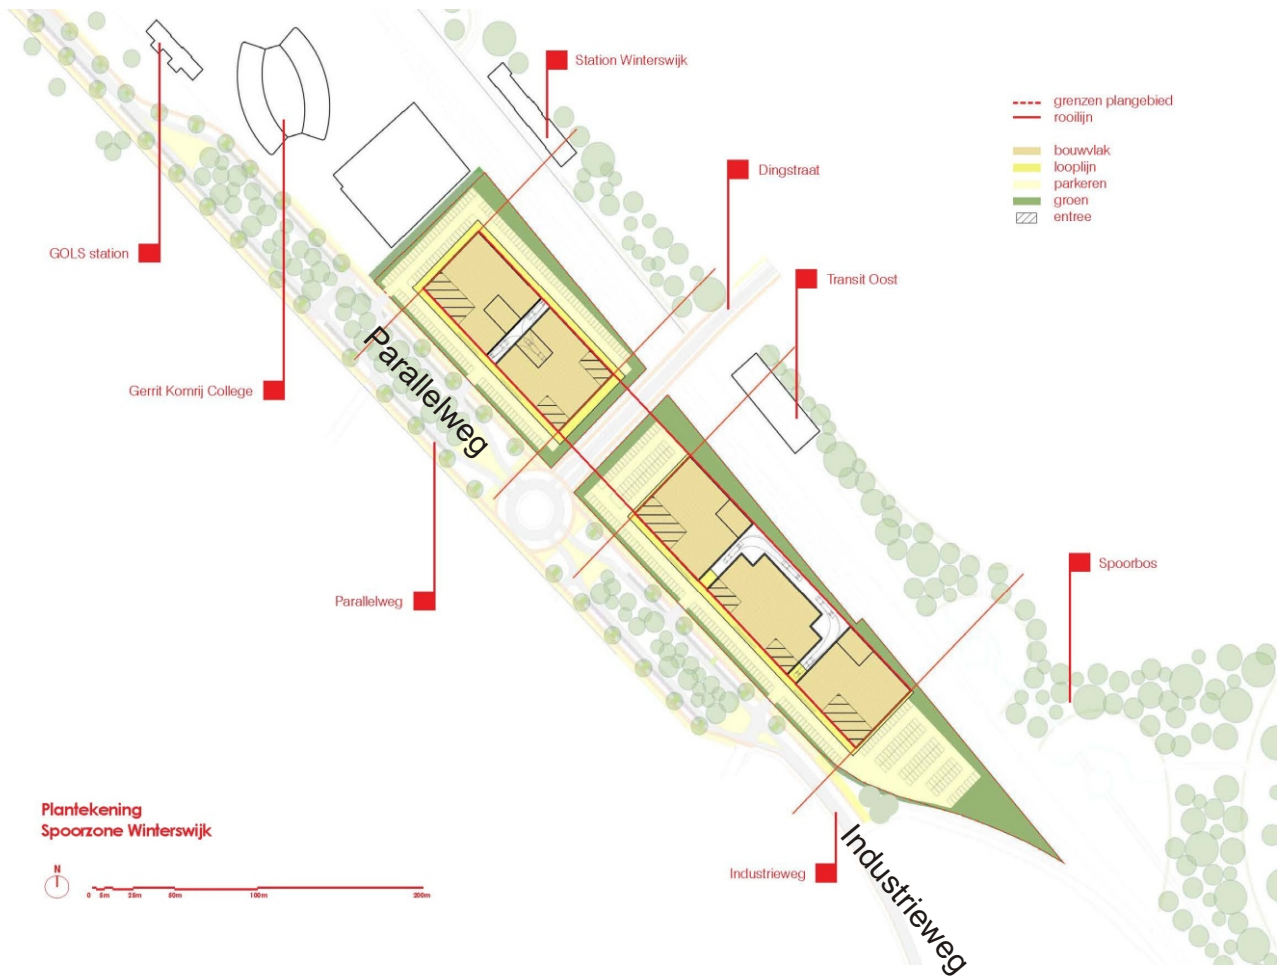 Station Winterswijk
grenzen plangebied
rooilijn
bouwvlak
looplijn
parkeren
groen
entree
Dingstraat
GOLS station
Transit Oost
Parallelweg
Gerrit Komrij College
Spoorbos
Parallelweg
Plantekening
Spoorzone Winterswijk
Industrieweg
Industrieweg
N
0 5m 25m 50m 100m 200m